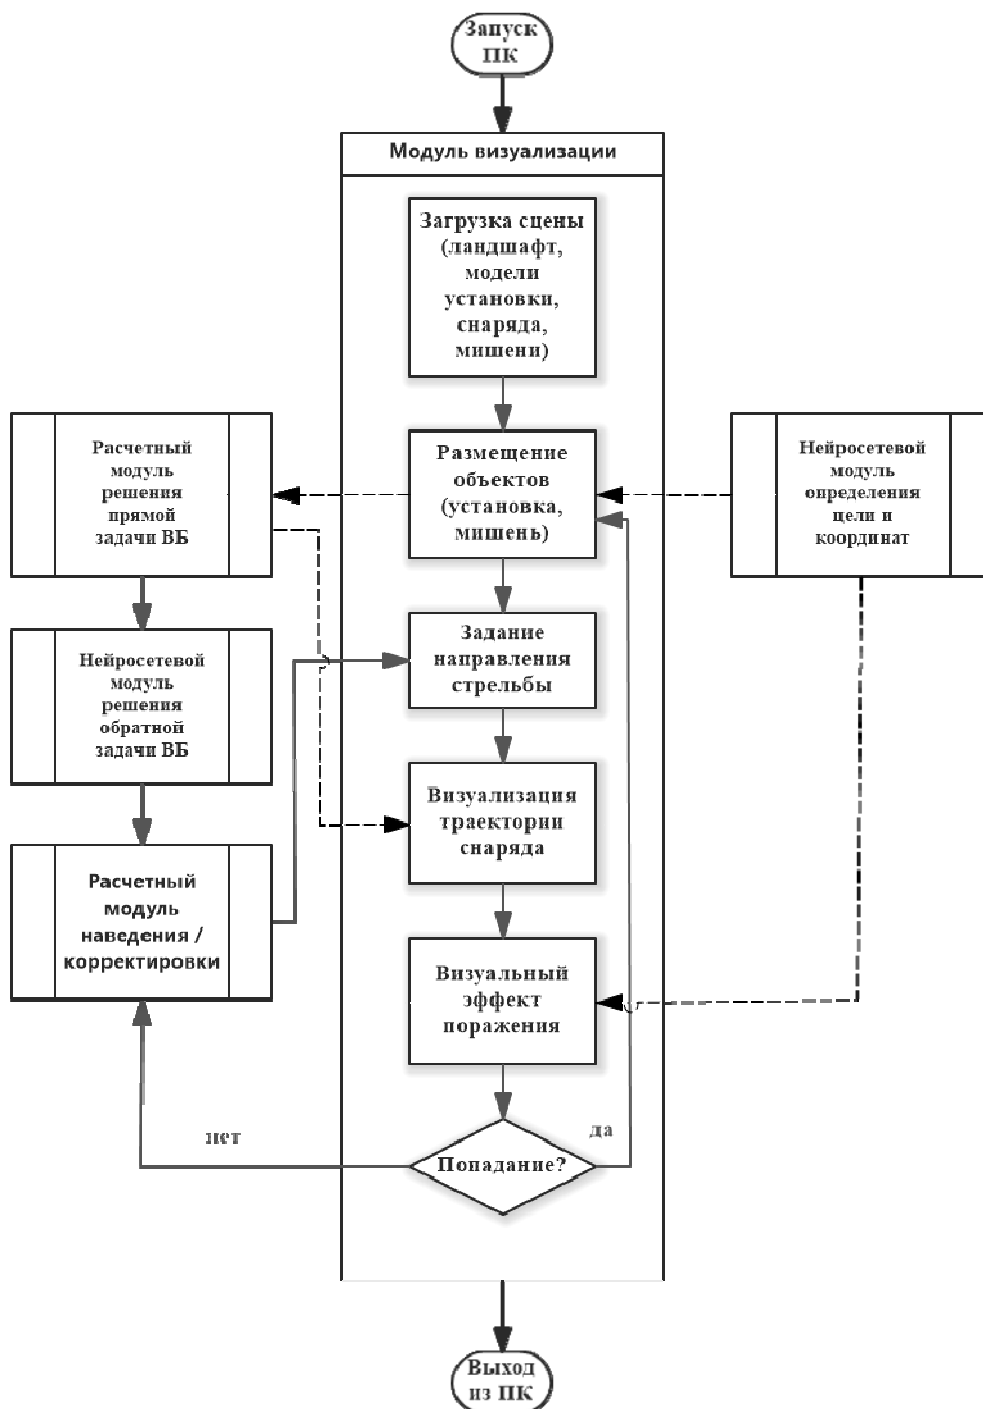 Запуск
ПК
Модуль визуализации
Загрузка сцены
(ландшафт,
модели
установки,
снаряда,
мишени)
Расчетный
модуль
решения
прямой
задачи ВБ
Размещение
объектов
(установка,
мишень)
Нейросетевой
модуль
определения
цели и
координат
Нейросетевой
модуль
решения
обратной
задачи ВБ
Задание
направления
стрельбы
Визуализация
траектории
снаряда
Расчетный
модуль
наведения /
корректировки
Визуальный
эффект
поражения
нет
да
Попадание?
Выход
из ПК